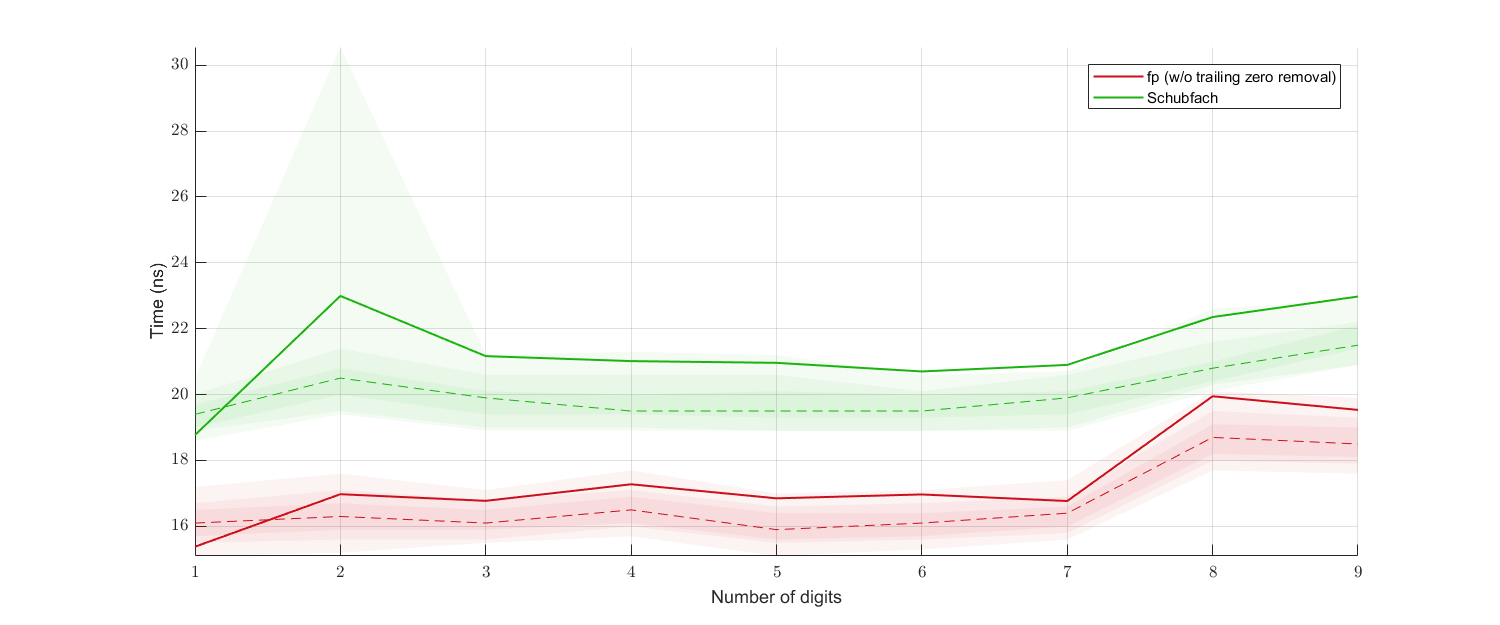 30
28
26
24
22
20
18
16
Time (ns)
fp (w/o trailing zero removal)
Schubfach
1 2 3 4 5 6 7 8 9
Number of digits